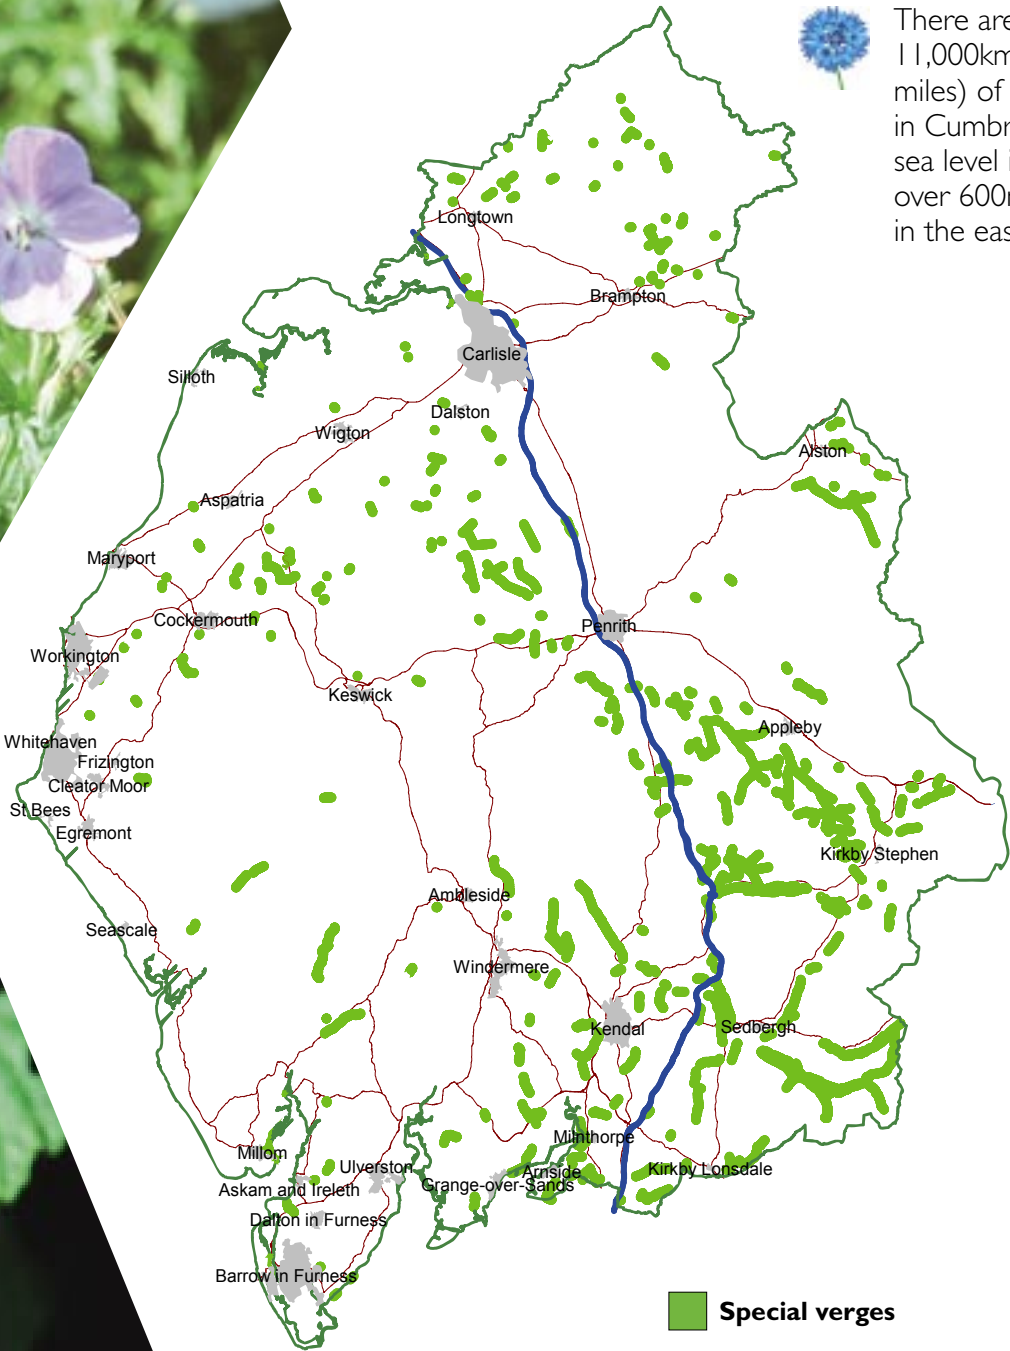 There are
11,000km
miles) of
in Cumbr
sea level i
over 600r
in the eas
Longtown
Brampton
Carlisle
Silloth
Dalston
Wigton
Alston
Aspatria
Maryport
Cockermouth
Penrith
Workington
Keswick
Appleby
Whitehaven
Frizington
Cleator Moor
St Bees
Egremont
Kirkby Stephen
Ambleside
Seascale
Windermere
Kendal
Sedbergh
Milnthorpe
Millom
Ulverston
Arnside
Kirkby Lonsdale
Askam and Ireleth
Grange-over-Sands
Dalton in Furness
Barrow in Furness
Special verges